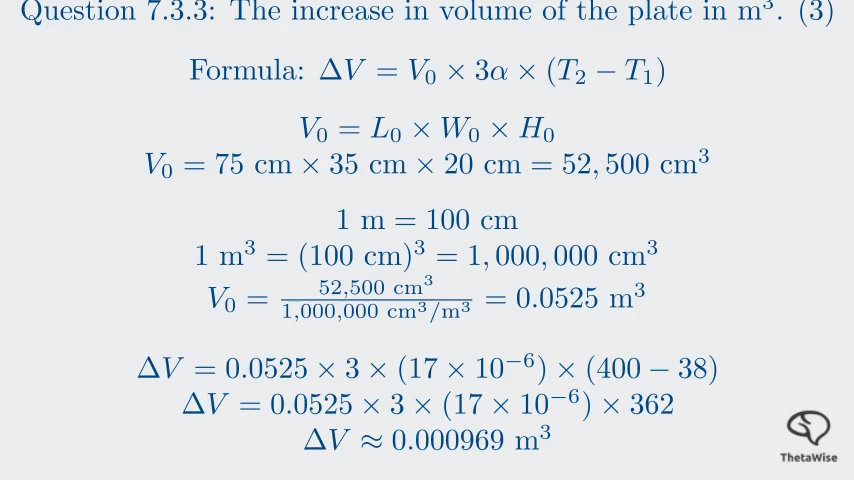 Question 7.3.3: The increase in volume of the plate in m³. (3)
Formula: ΔV = V₀ × 3α × (T₂ − T₁)
V₀ = L₀ × W₀ × H₀
V₀ = 75 cm × 35 cm × 20 cm = 52, 500 cm³
1 m = 100 cm
1 m³ = (100 cm)³ = 1, 000, 000 cm³
V₀ = 52,500 cm³ / 1,000,000 cm³/m³ = 0.0525 m³
ΔV = 0.0525 × 3 × (17 × 10⁻⁶) × (400 − 38)
ΔV = 0.0525 × 3 × (17 × 10⁻⁶) × 362
ΔV ≈ 0.000969 m³
ThetaWise